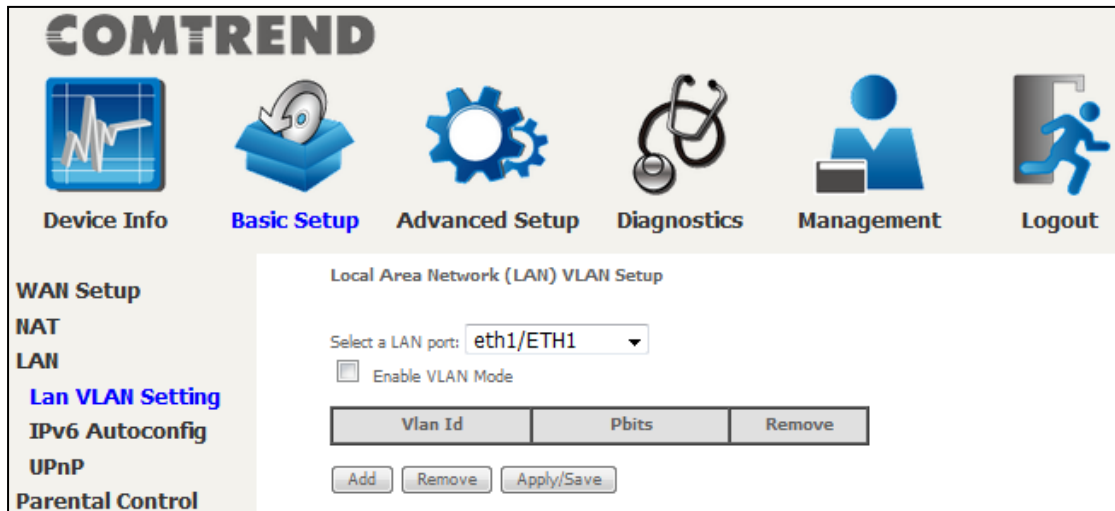 COMTREND
Device Info Basic Setup Advanced Setup Diagnostics Management Logout
WAN Setup
NAT
LAN
Lan VLAN Setting
IPv6 Autoconfig
UPnP
Parental Control
Local Area Network (LAN) VLAN Setup
Select a LAN port: eth1/ETH1
Enable VLAN Mode
Vlan Id Pbits Remove
Add Remove Apply/Save